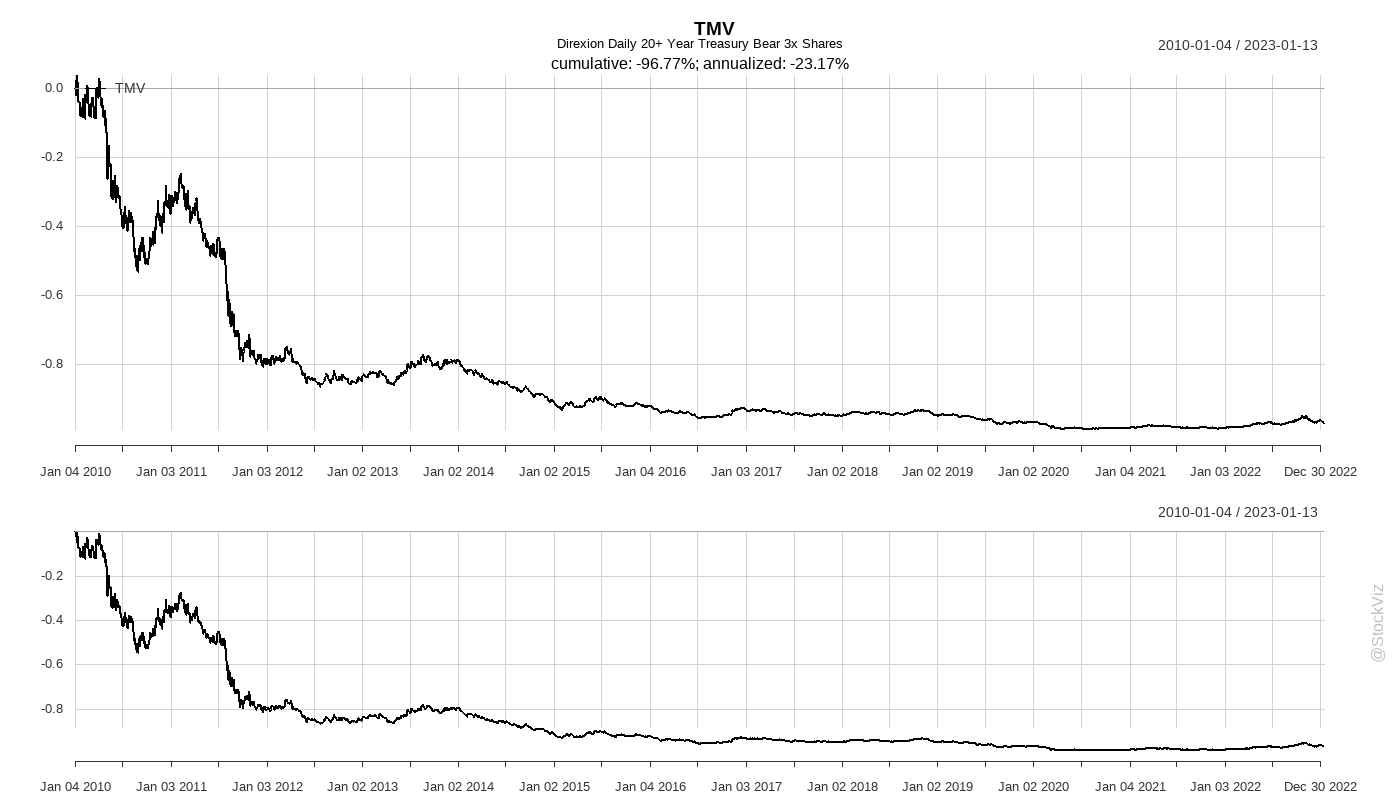 TMV
Direxion Daily 20+ Year Treasury Bear 3x Shares
cumulative: -96.77%; annualized: -23.17%
2010-01-04 / 2023-01-13
TMV
0.0
-0.2
-0.4
-0.6
-0.8
Jan 04 2010 Jan 03 2011 Jan 03 2012 Jan 02 2013 Jan 02 2014 Jan 02 2015 Jan 04 2016 Jan 03 2017 Jan 02 2018 Jan 02 2019 Jan 02 2020 Jan 04 2021 Jan 03 2022 Dec 30 2022
2010-01-04 / 2023-01-13
-0.2
-0.4
-0.6
-0.8
Jan 04 2010 Jan 03 2011 Jan 03 2012 Jan 02 2013 Jan 02 2014 Jan 02 2015 Jan 04 2016 Jan 03 2017 Jan 02 2018 Jan 02 2019 Jan 02 2020 Jan 04 2021 Jan 03 2022 Dec 30 2022
@StockViz